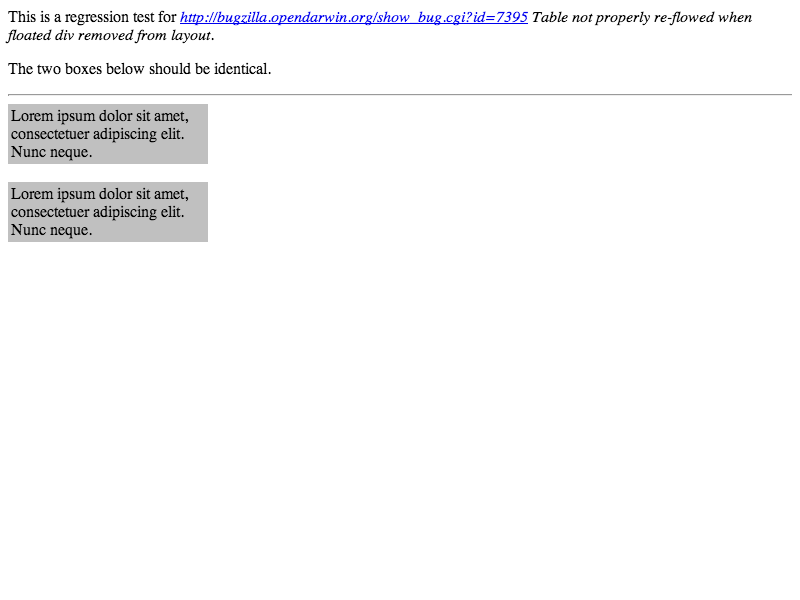 This is a regression test for http://bugzilla.opendarwin.org/show_bug.cgi?id=7395 Table not properly re-flowed when
floated div removed from layout.
The two boxes below should be identical.
Lorem ipsum dolor sit amet,
consectetuer adipiscing elit.
Nunc neque.
Lorem ipsum dolor sit amet,
consectetuer adipiscing elit.
Nunc neque.